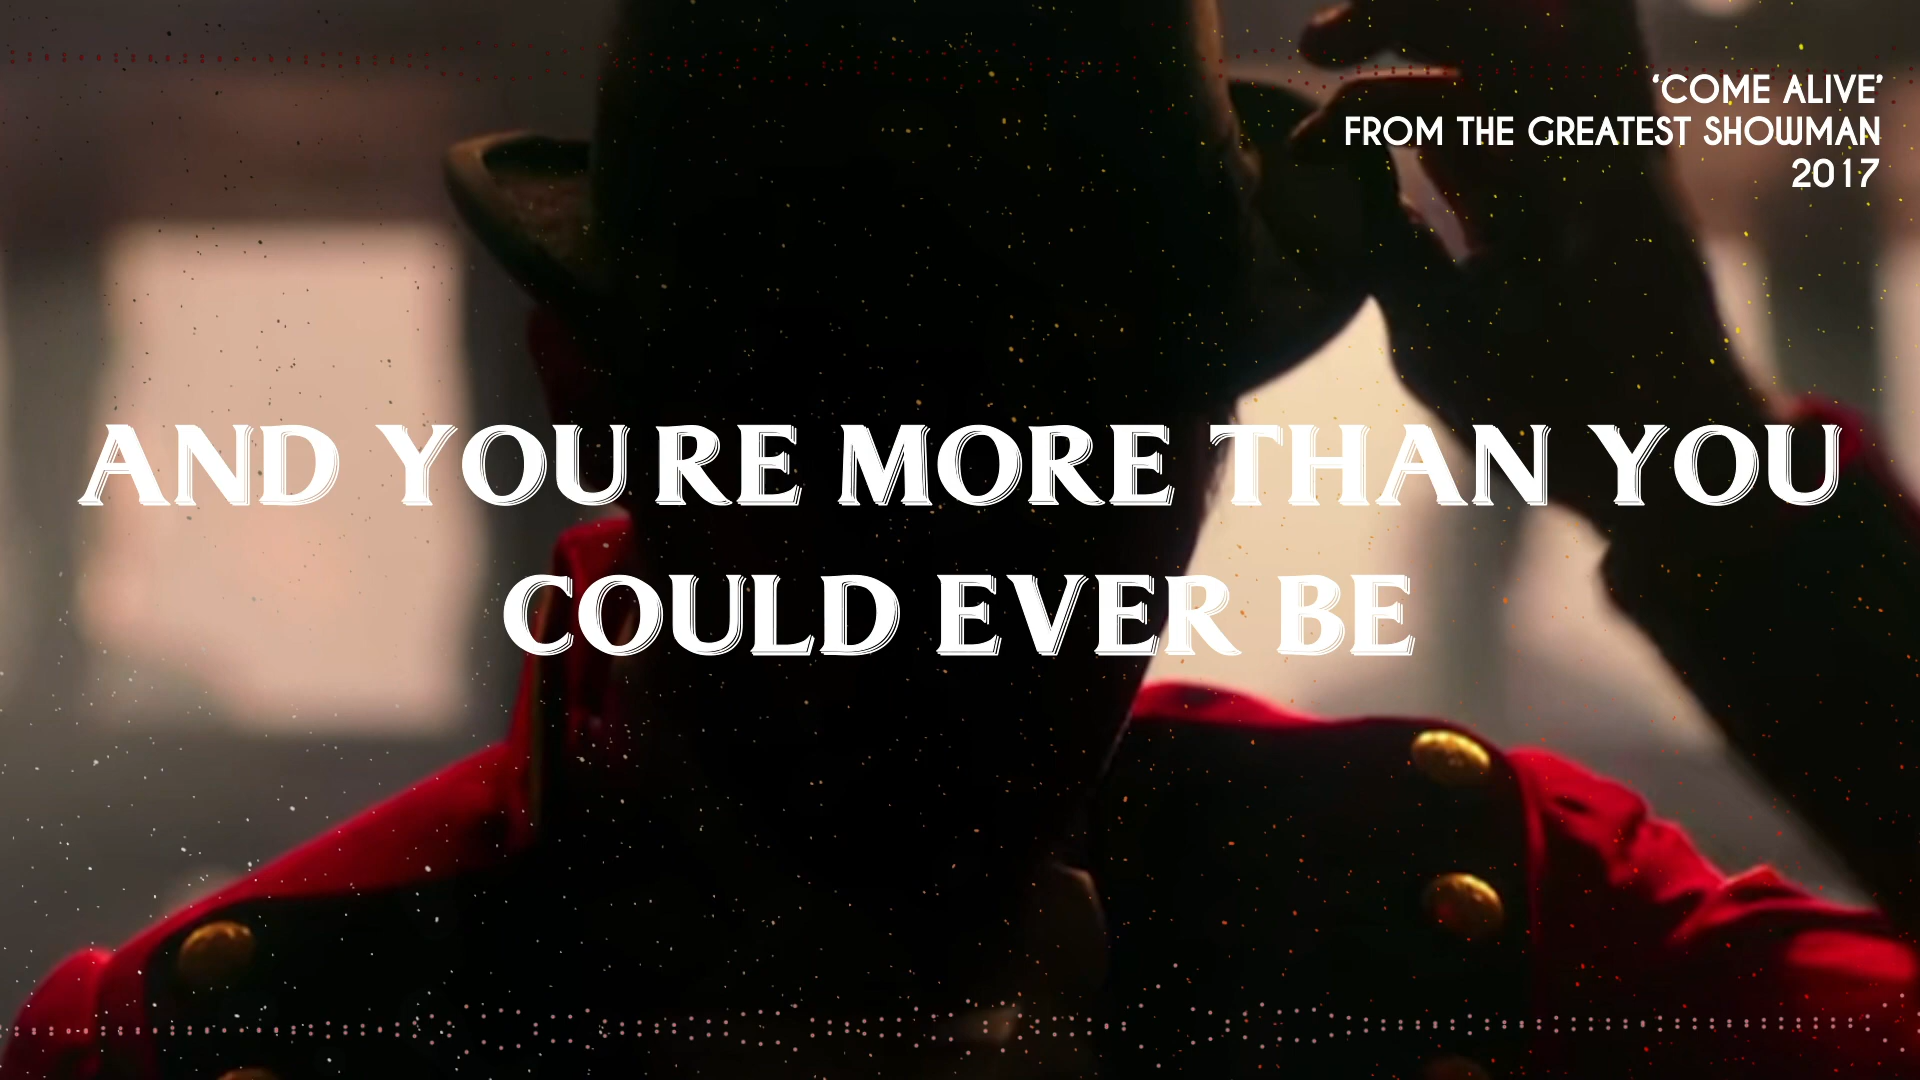 ‘COME ALIVE’
FROM THE GREATEST SHOWMAN
2017
AND YOU RE MORE THAN YOU
COULD EVER BE